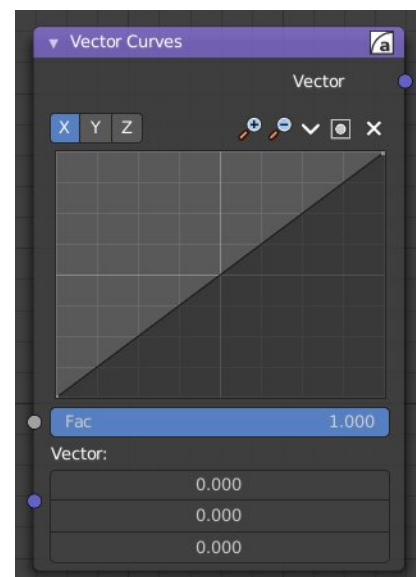 Vector Curves
a
Vector
X Y Z
Fac 1.000
Vector:
0.000
0.000
0.000